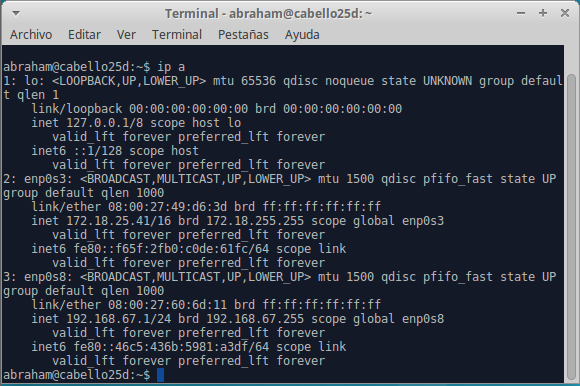 Terminal - abraham@cabello25d: ~
Archivo Editar Ver Terminal Pestañas Ayuda
abraham@cabello25d:~$ ip a
1: lo: <LOOPBACK,UP,LOWER_UP> mtu 65536 qdisc noqueue state UNKNOWN group defaul
t qlen 1
    link/loopback 00:00:00:00:00:00 brd 00:00:00:00:00:00
    inet 127.0.0.1/8 scope host lo
       valid_lft forever preferred_lft forever
    inet6 ::1/128 scope host
       valid_lft forever preferred_lft forever
2: enp0s3: <BROADCAST,MULTICAST,UP,LOWER_UP> mtu 1500 qdisc pfifo_fast state UP
group default qlen 1000
    link/ether 08:00:27:49:d6:3d brd ff:ff:ff:ff:ff:ff
    inet 172.18.25.41/16 brd 172.18.255.255 scope global enp0s3
       valid_lft forever preferred_lft forever
    inet6 fe80::f65f:2fb0:c0de:61fc/64 scope link
       valid_lft forever preferred_lft forever
3: enp0s8: <BROADCAST,MULTICAST,UP,LOWER_UP> mtu 1500 qdisc pfifo_fast state UP
group default qlen 1000
    link/ether 08:00:27:60:6d:11 brd ff:ff:ff:ff:ff:ff
    inet 192.168.67.1/24 brd 192.168.67.255 scope global enp0s8
       valid_lft forever preferred_lft forever
    inet6 fe80::46c5:436b:5981:a3df/64 scope link
       valid_lft forever preferred_lft forever
abraham@cabello25d:~$